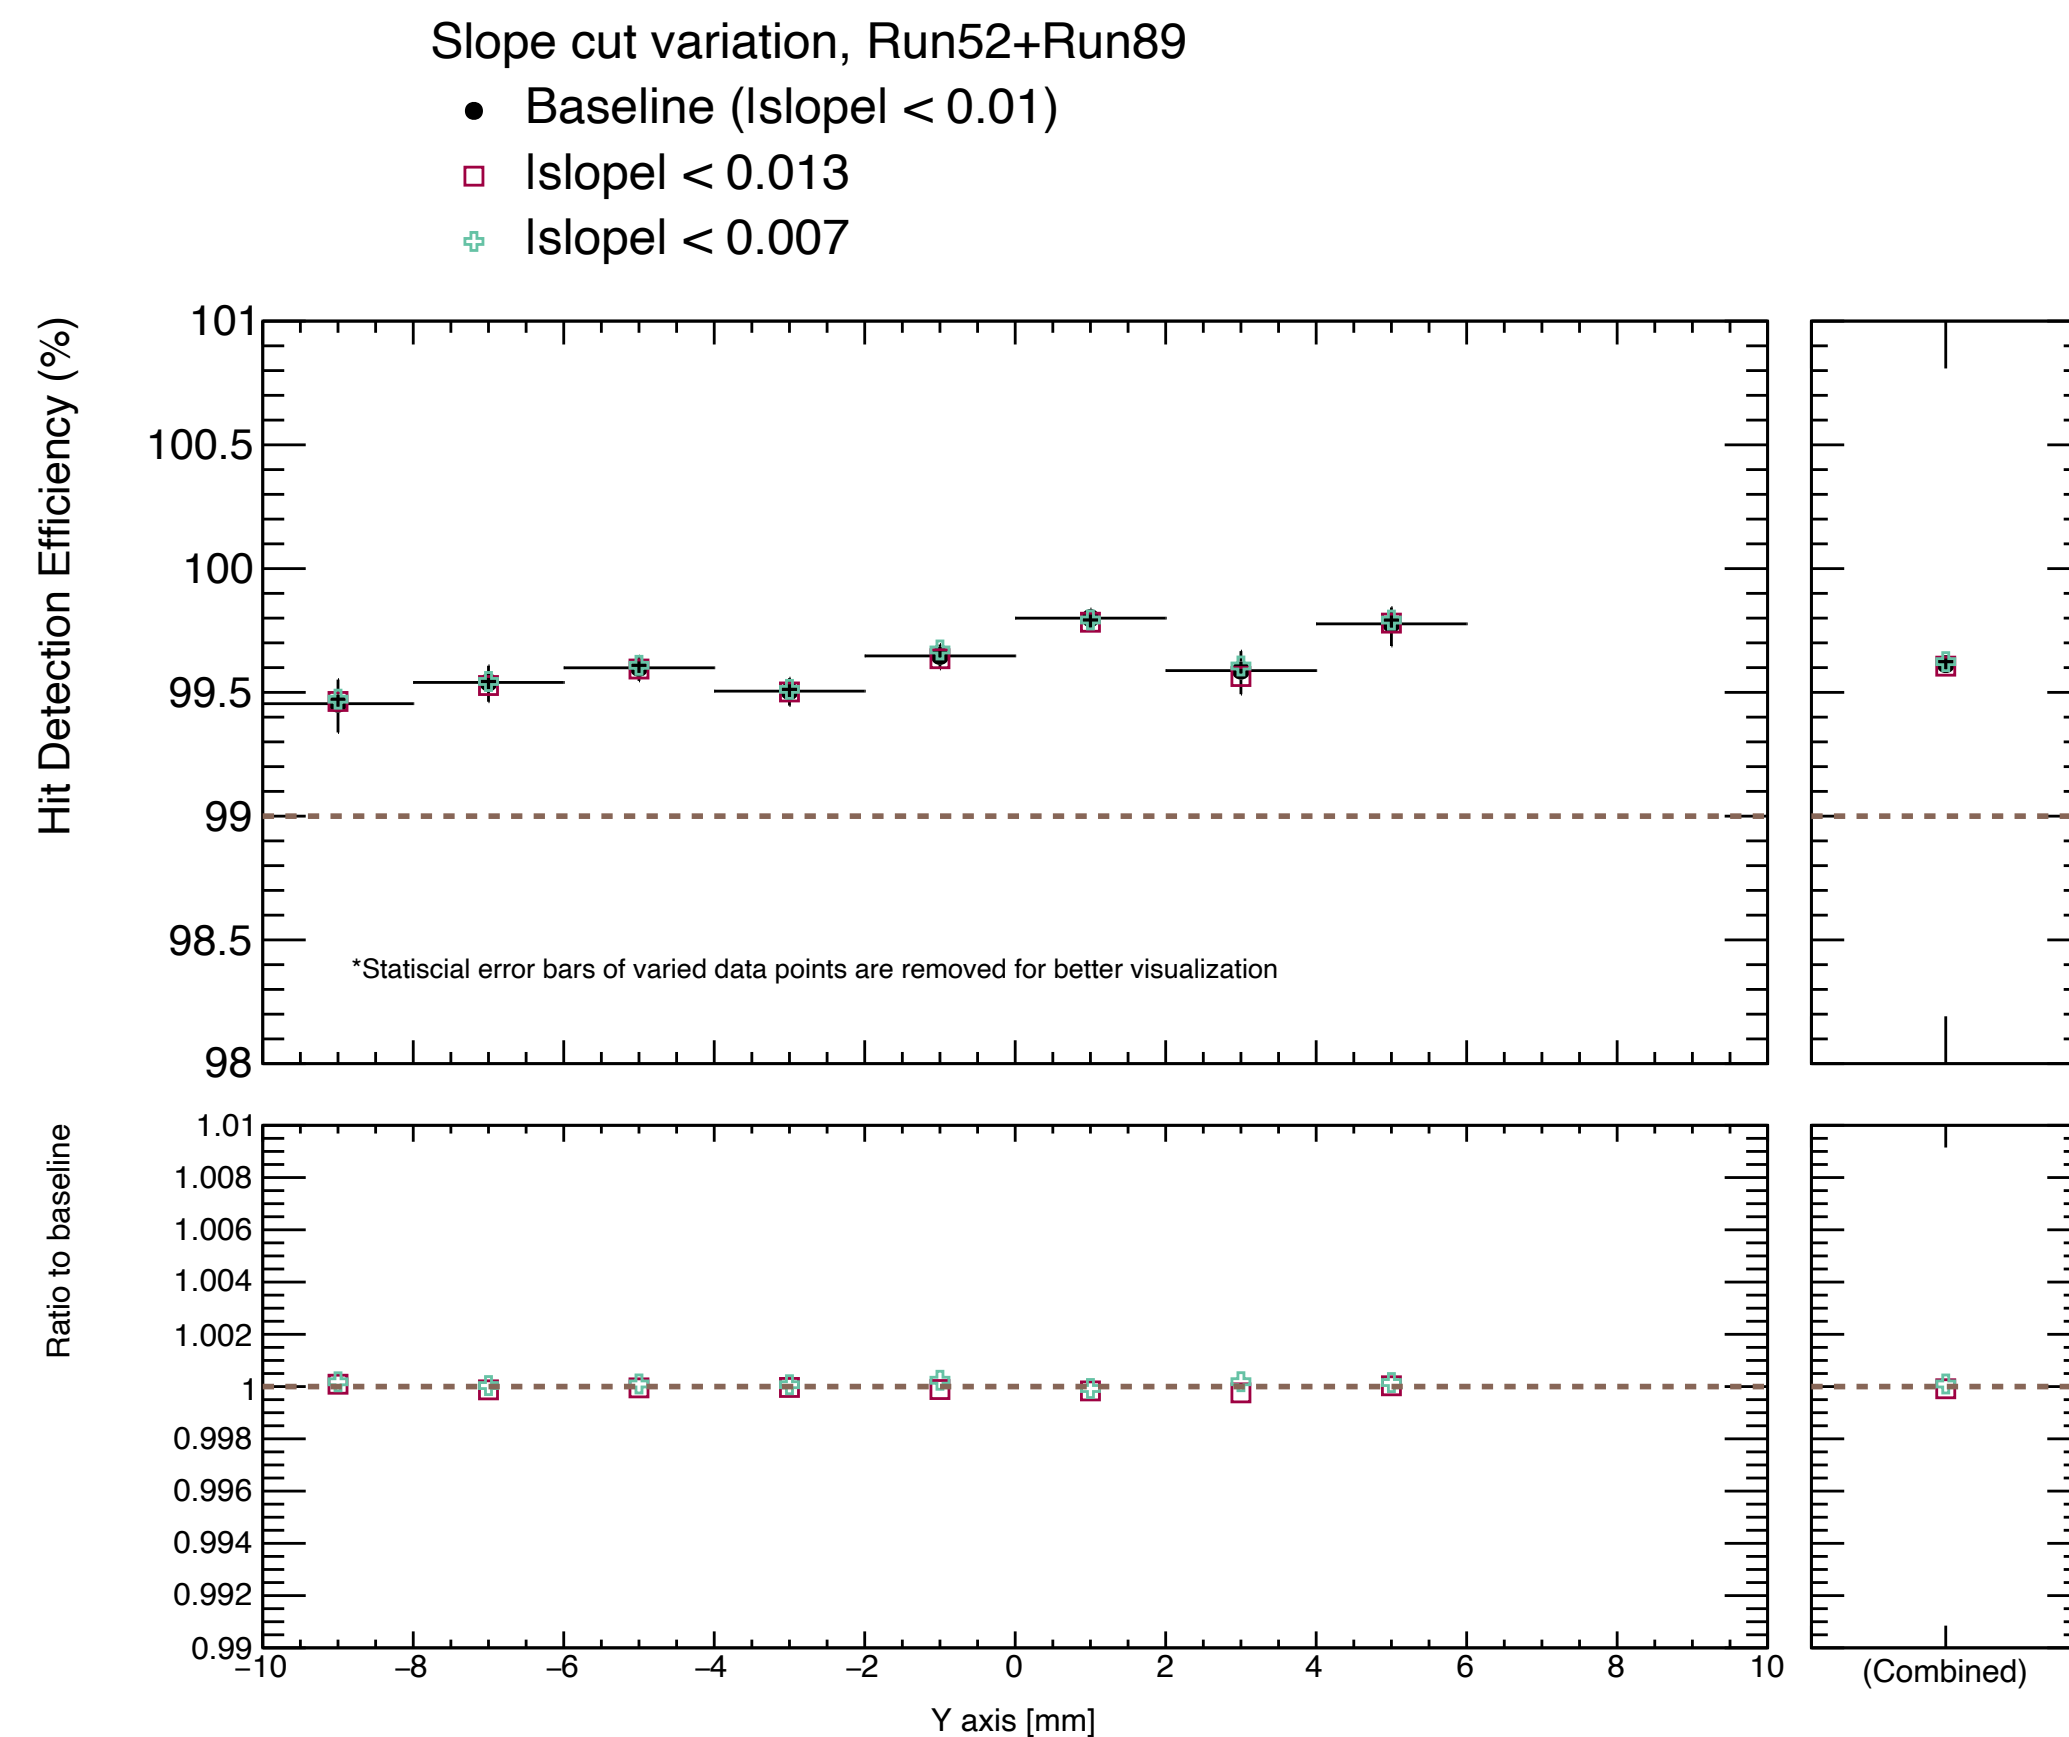 Slope cut variation, Run52+Run89
Baseline (|slope| < 0.01)
|slope| < 0.013
|slope| < 0.007
Hit Detection Efficiency (%)
101
100.5
100
99.5
99
98.5
98
*Statiscial error bars of varied data points are removed for better visualization
Ratio to baseline
1.01
1.008
1.006
1.004
1.002
1
0.998
0.996
0.994
0.992
0.99
−10 −8 −6 −4 −2 0 2 4 6 8 10
(Combined)
Y axis [mm]